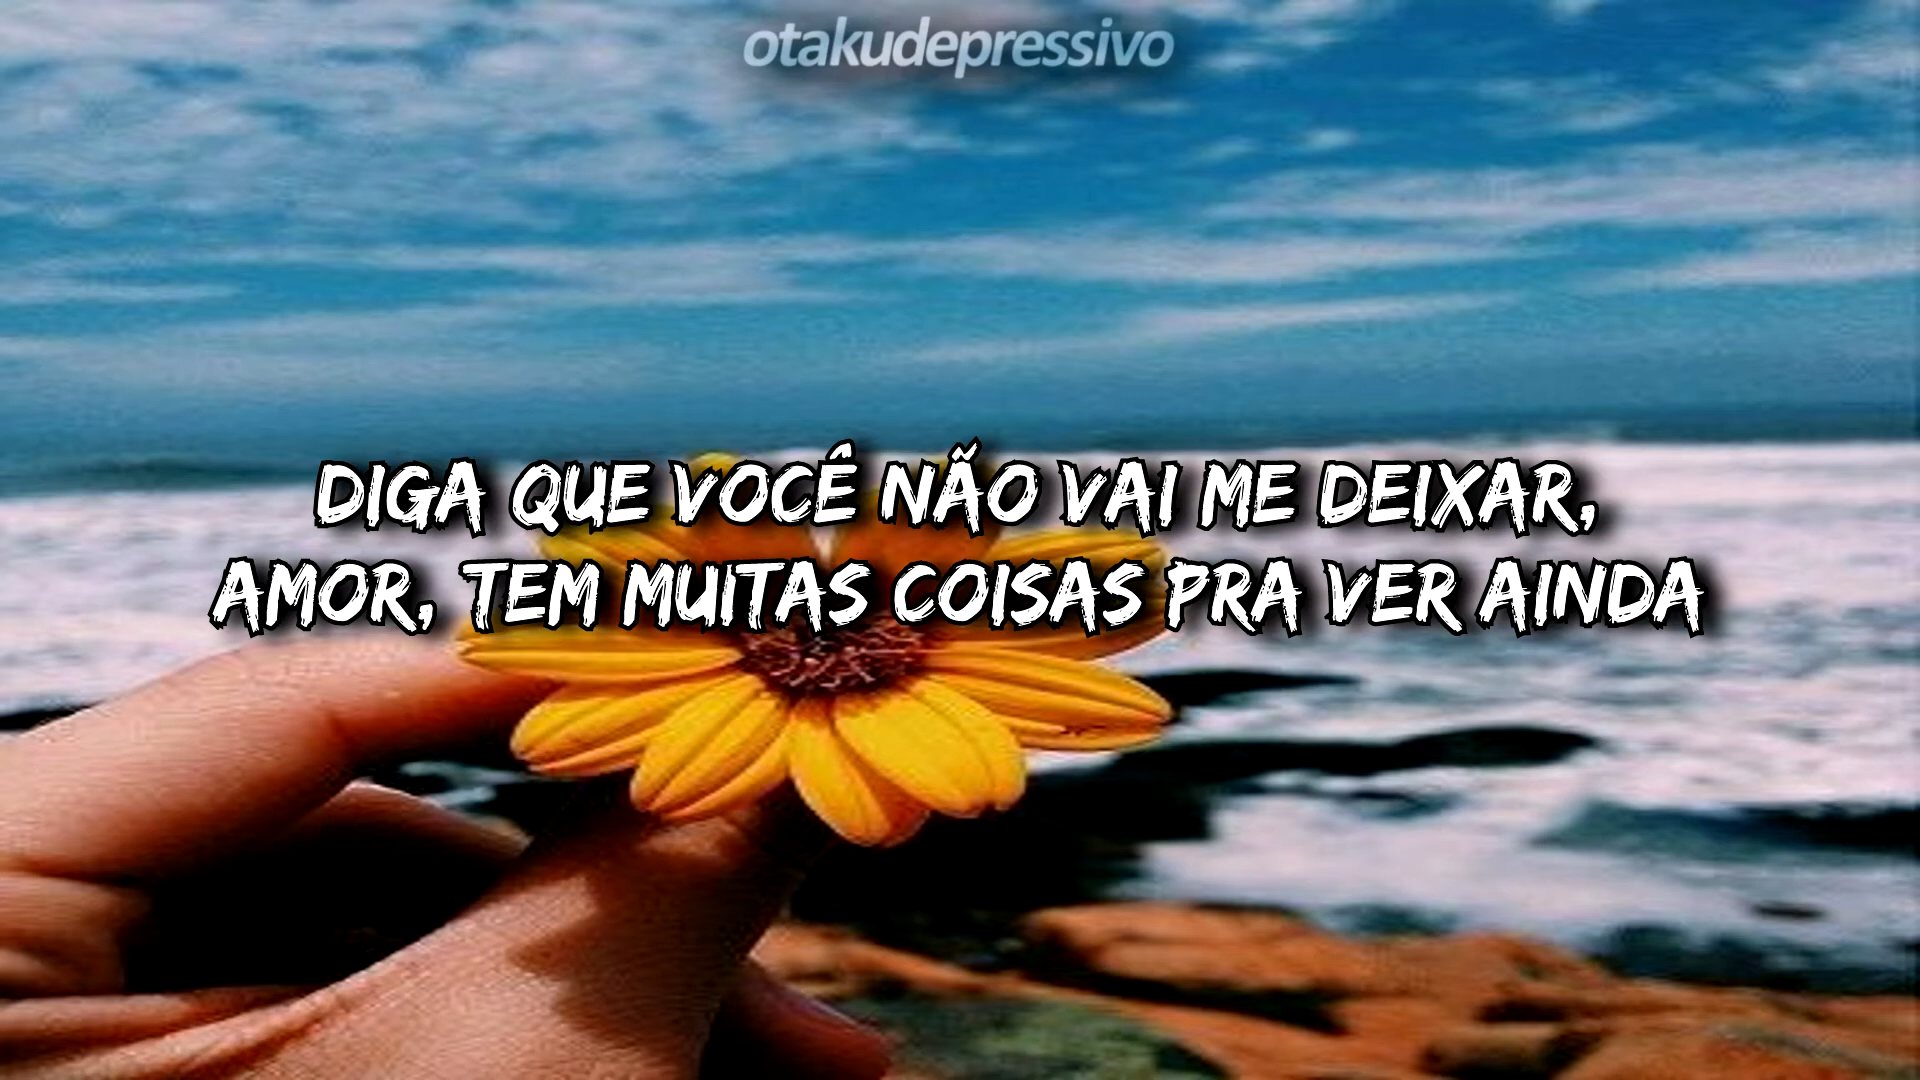 otakudepressivo
DIGA QUE VOCÊ NÃO VAI ME DEIXAR,
AMOR, TEM MUITAS COISAS PRA VER AINDA